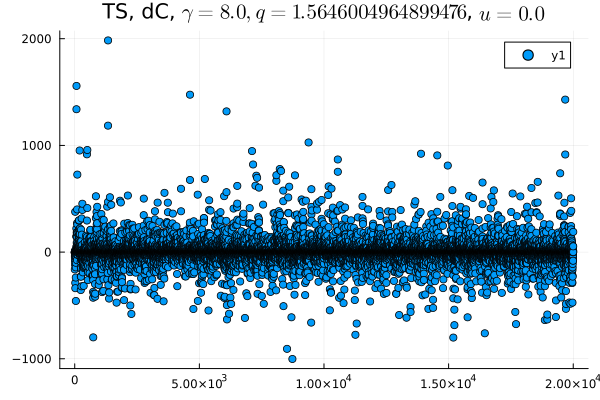 TS, dC, γ = 8.0, q = 1.5646004964899476, u = 0.0
y1
2000
1000
0
−1000
0 5.00×10³ 1.00×10⁴ 1.50×10⁴ 2.00×10⁴